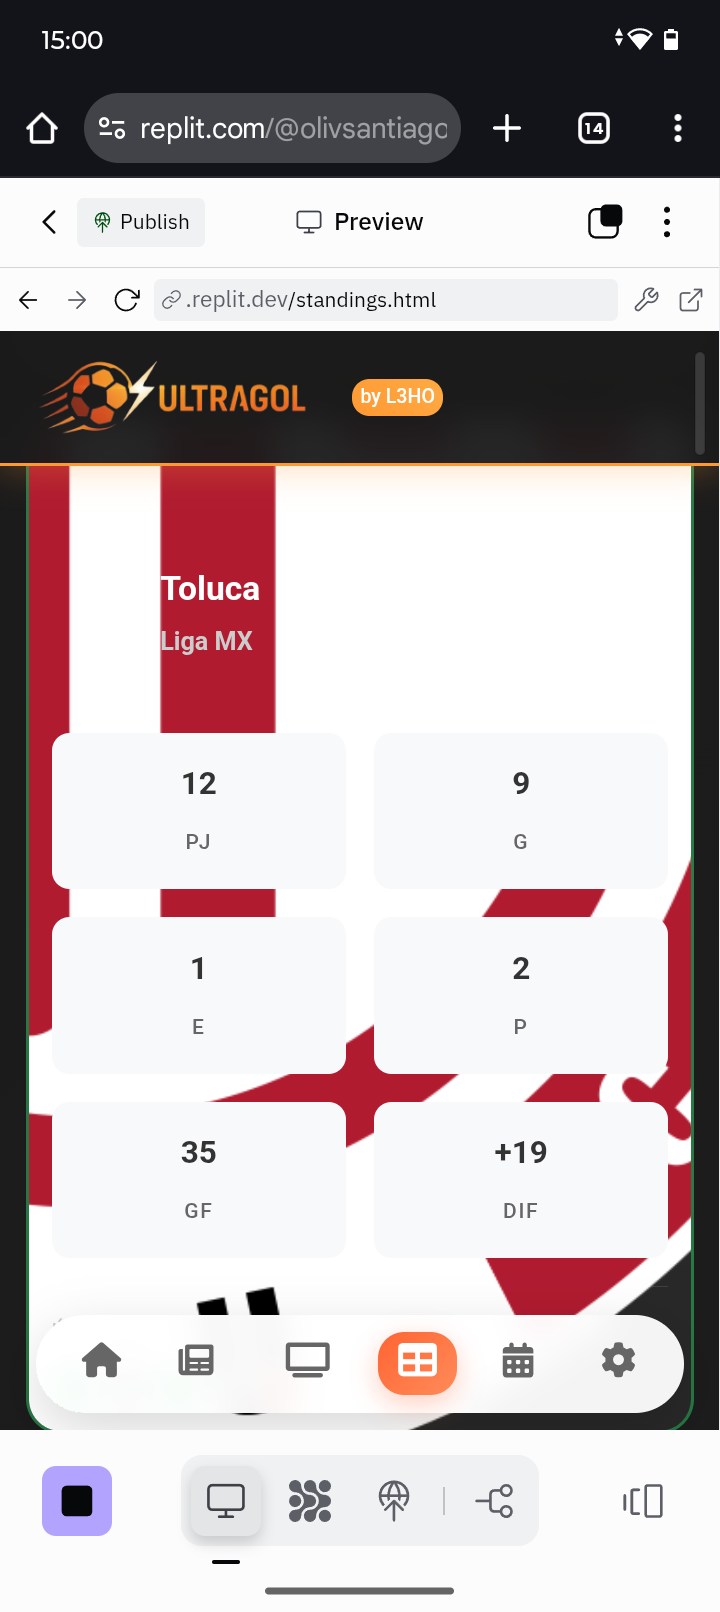 15:00
replit.com/@olivsantiago
14
Publish
Preview
.replit.dev/standings.html
ULTRAGOL
by L3HO
Toluca
Liga MX
12
9
PJ
G
1
2
E
P
35
+19
GF
DIF